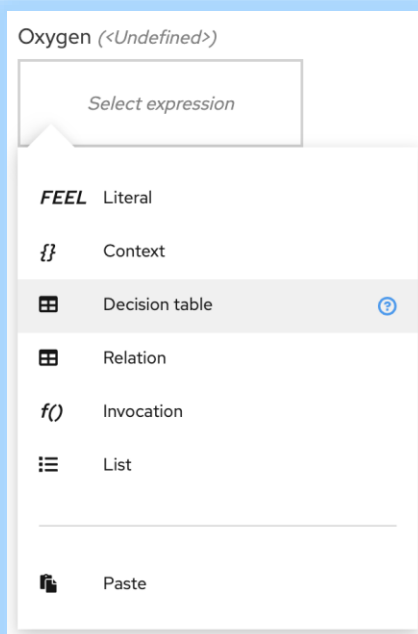 Oxygen (<Undefined>)
Select expression
FEEL Literal
{} Context
Decision table
Relation
f() Invocation
List
Paste